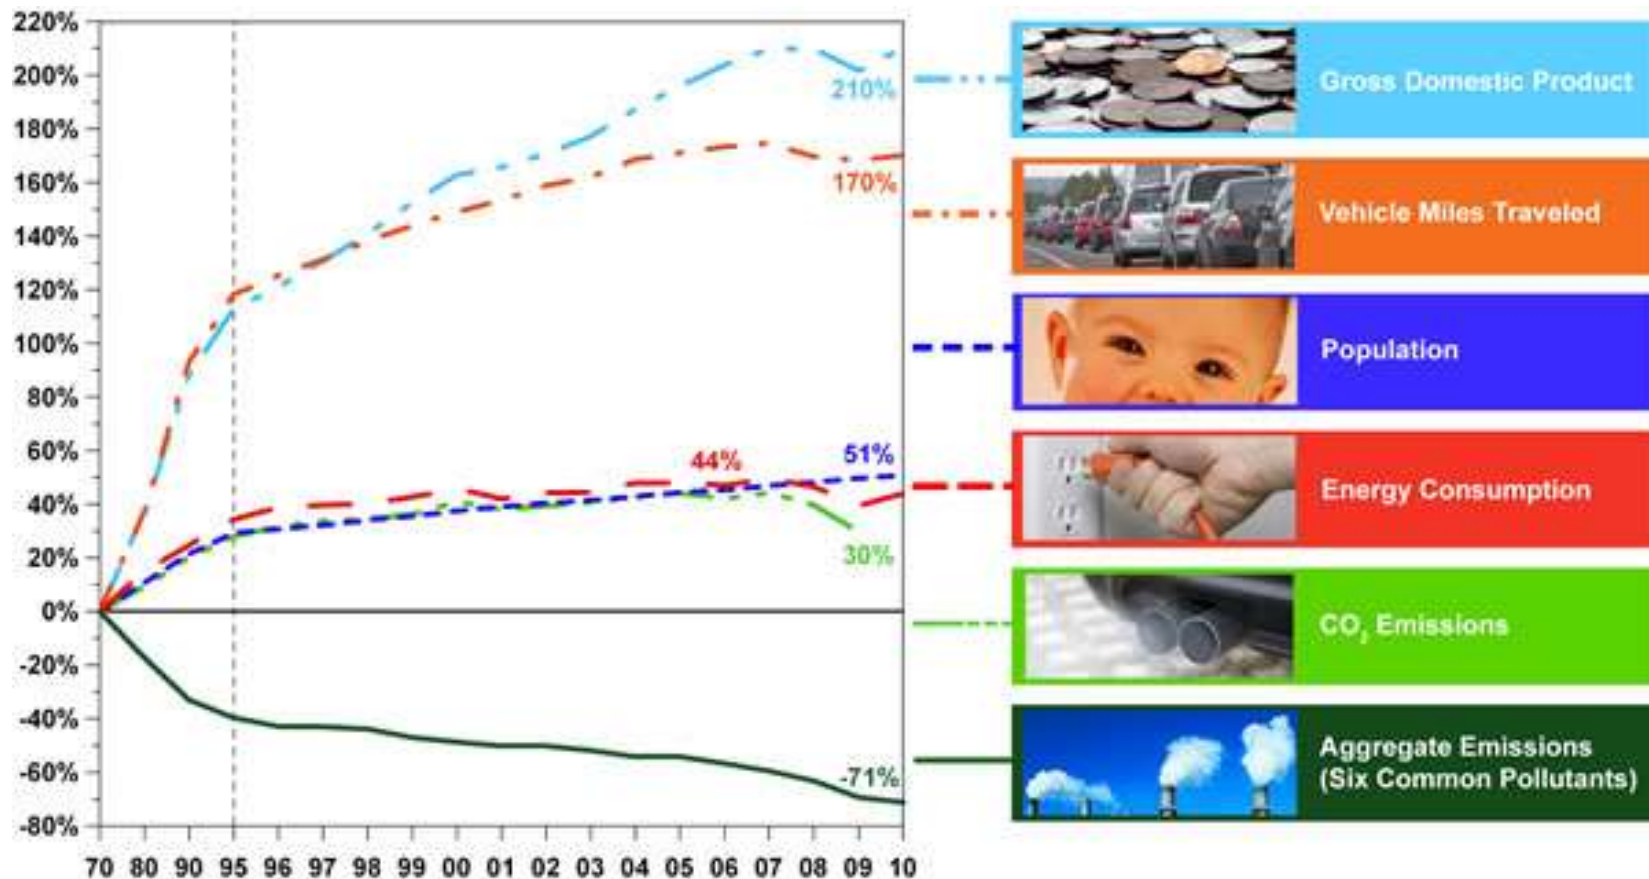 220%
200%
180%
160%
140%
120%
100%
80%
60%
40%
20%
0%
-20%
-40%
-60%
-80%
70 80 90 95 96 97 98 99 00 01 02 03 04 05 06 07 08 09 10
210%
170%
44%
51%
30%
-71%
Gross Domestic Product
Vehicle Miles Traveled
Population
Energy Consumption
CO₂ Emissions
Aggregate Emissions
(Six Common Pollutants)